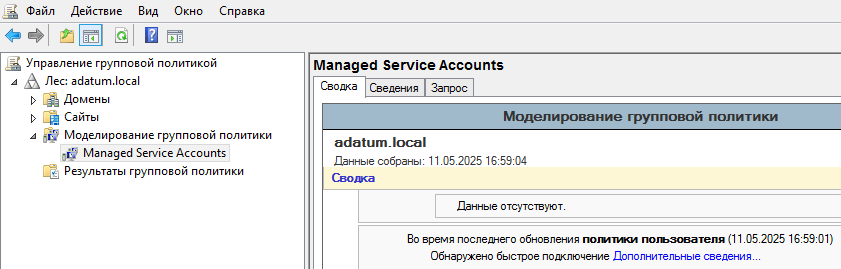 Файл Действие Вид Окно Справка
Управление групповой политикой
Лес: adatum.local
Домены
Сайты
Моделирование групповой политики
Managed Service Accounts
Результаты групповой политики
Managed Service Accounts
Сводка Сведения Запрос
Моделирование групповой политики
adatum.local
Данные собраны: 11.05.2025 16:59:04
Сводка
Данные отсутствуют.
Во время последнего обновления политики пользователя (11.05.2025 16:59:01)
Обнаружено быстрое подключение Дополнительные сведения...